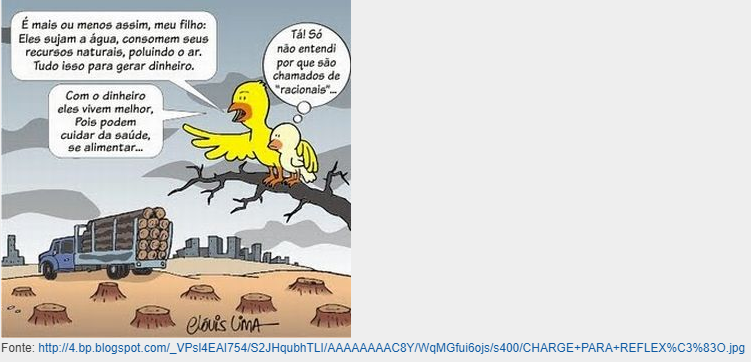 É mais ou menos assim, meu filho:
Eles sujam a água, consomem seus
recursos naturais, poluindo o ar.
Tudo isso para gerar dinheiro.
Com o dinheiro
eles vivem melhor,
Pois podem
cuidar da saúde,
se alimentar...
Tá! Só
não entendi
por que são
chamados de
"racionais"...
CLÓVIS LIMA
Fonte: http://4.bp.blogspot.com/_VPsl4EAl754/S2JHqubhTLI/AAAAAAAAC8Y/WqMGfui6ojs/s400/CHARGE+PARA+REFLEX%C3%83O.jpg